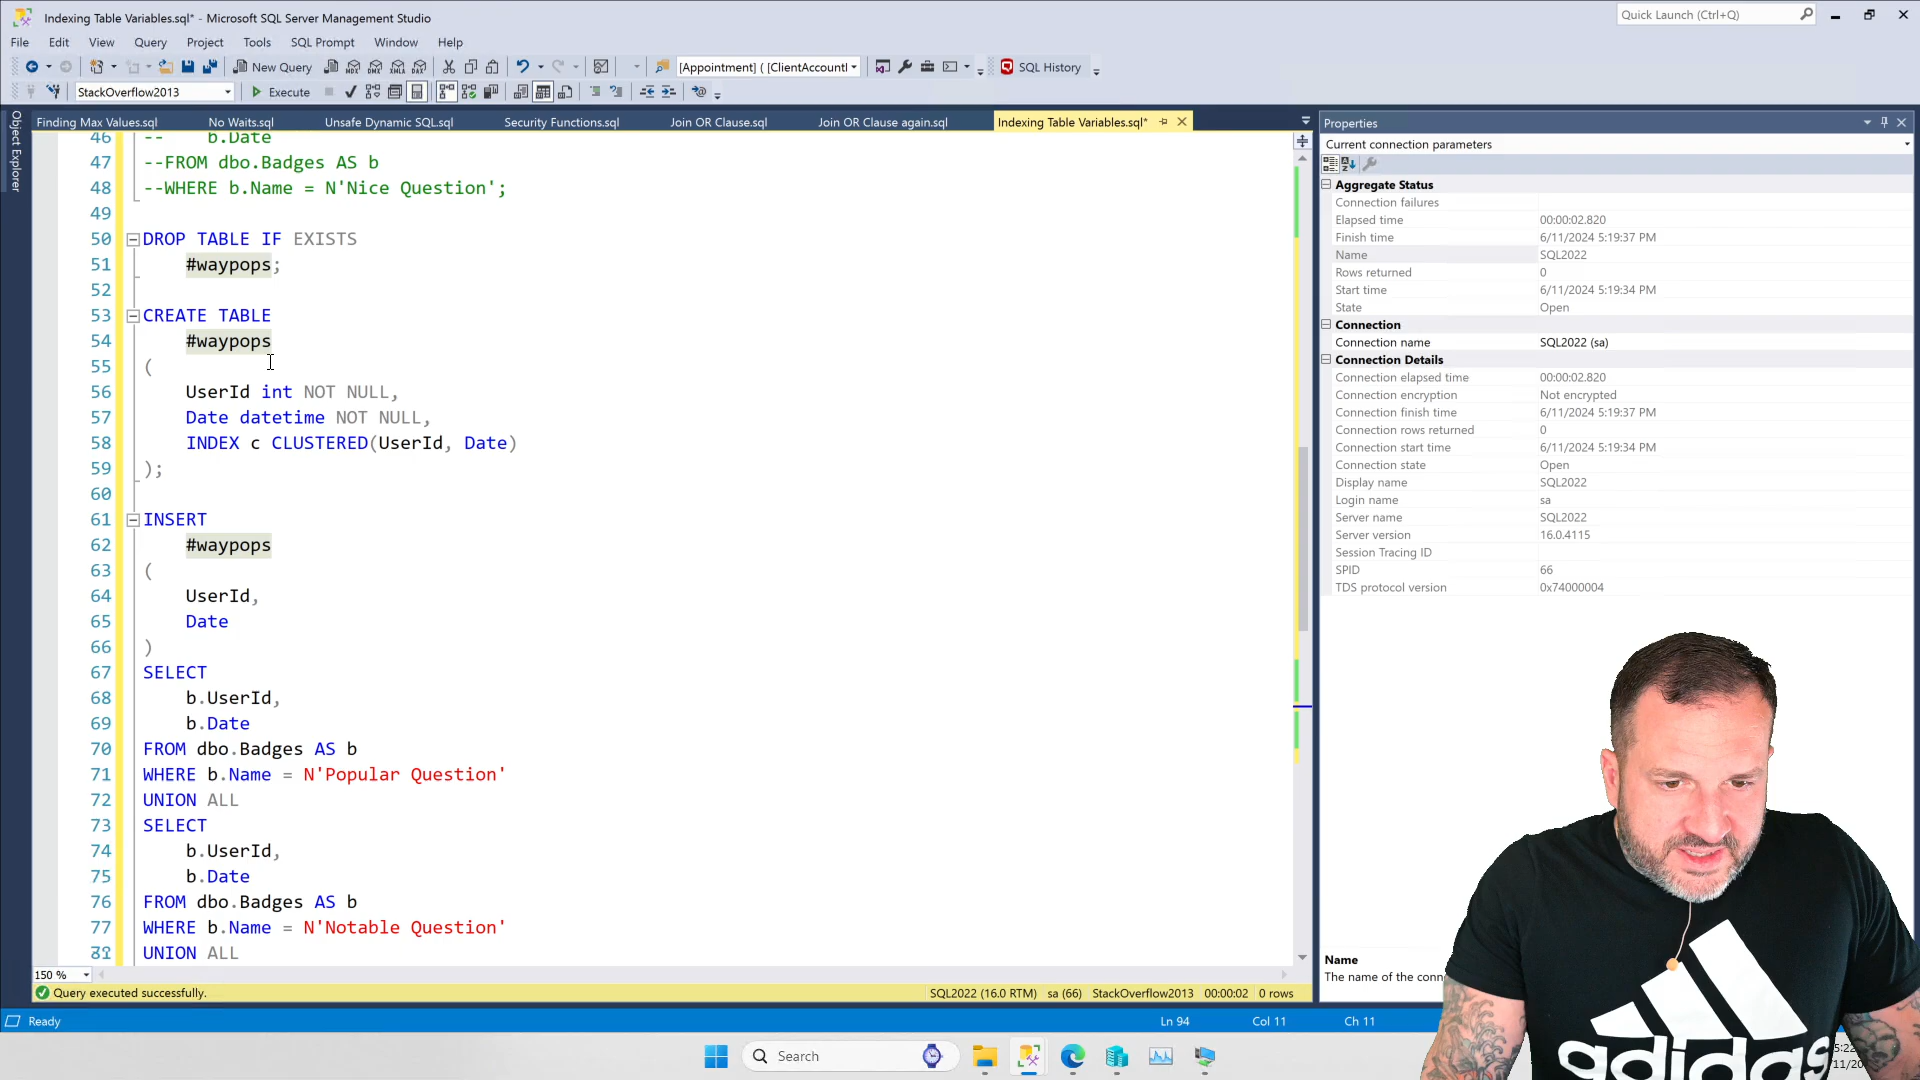 Indexing Table Variables.sql* - Microsoft SQL Server Management Studio
Quick Launch (Ctrl+Q)
File Edit View Query Project Tools SQL Prompt Window Help
New Query MDX DMX XMLA DAX [Appointment] ( [ClientAccountI SQL History
StackOverflow2013 Execute
Object Explorer
Finding Max Values.sql No Waits.sql Unsafe Dynamic SQL.sql Security Functions.sql Join OR Clause.sql Join OR Clause again.sql Indexing Table Variables.sql*
46 -- b.Date
47 --FROM dbo.Badges AS b
48 --WHERE b.Name = N'Nice Question';
49
50 DROP TABLE IF EXISTS
51 #waypops;
52
53 CREATE TABLE
54 #waypops
55 (
56 UserId int NOT NULL,
57 Date datetime NOT NULL,
58 INDEX c CLUSTERED(UserId, Date)
59 );
60
61 INSERT
62 #waypops
63 (
64 UserId,
65 Date
66 )
67 SELECT
68 b.UserId,
69 b.Date
70 FROM dbo.Badges AS b
71 WHERE b.Name = N'Popular Question'
72 UNION ALL
73 SELECT
74 b.UserId,
75 b.Date
76 FROM dbo.Badges AS b
77 WHERE b.Name = N'Notable Question'
UNION ALL
150 %
Query executed successfully. SQL2022 (16.0 RTM) sa (66) StackOverflow2013 00:00:02 0 rows
Ready Ln 94 Col 11 Ch 11
Properties
Current connection parameters
Aggregate Status
Connection failures
Elapsed time 00:00:02.820
Finish time 6/11/2024 5:19:37 PM
Name SQL2022
Rows returned 0
Start time 6/11/2024 5:19:34 PM
State Open
Connection
Connection name SQL2022 (sa)
Connection Details
Connection elapsed time 00:00:02.820
Connection encryption Not encrypted
Connection finish time 6/11/2024 5:19:37 PM
Connection rows returned 0
Connection start time 6/11/2024 5:19:34 PM
Connection state Open
Display name SQL2022
Login name sa
Server name SQL2022
Server version 16.0.4115
Session Tracing ID
SPID 66
TDS protocol version 0x74000004
Name
The name of the conn
adidas
Search